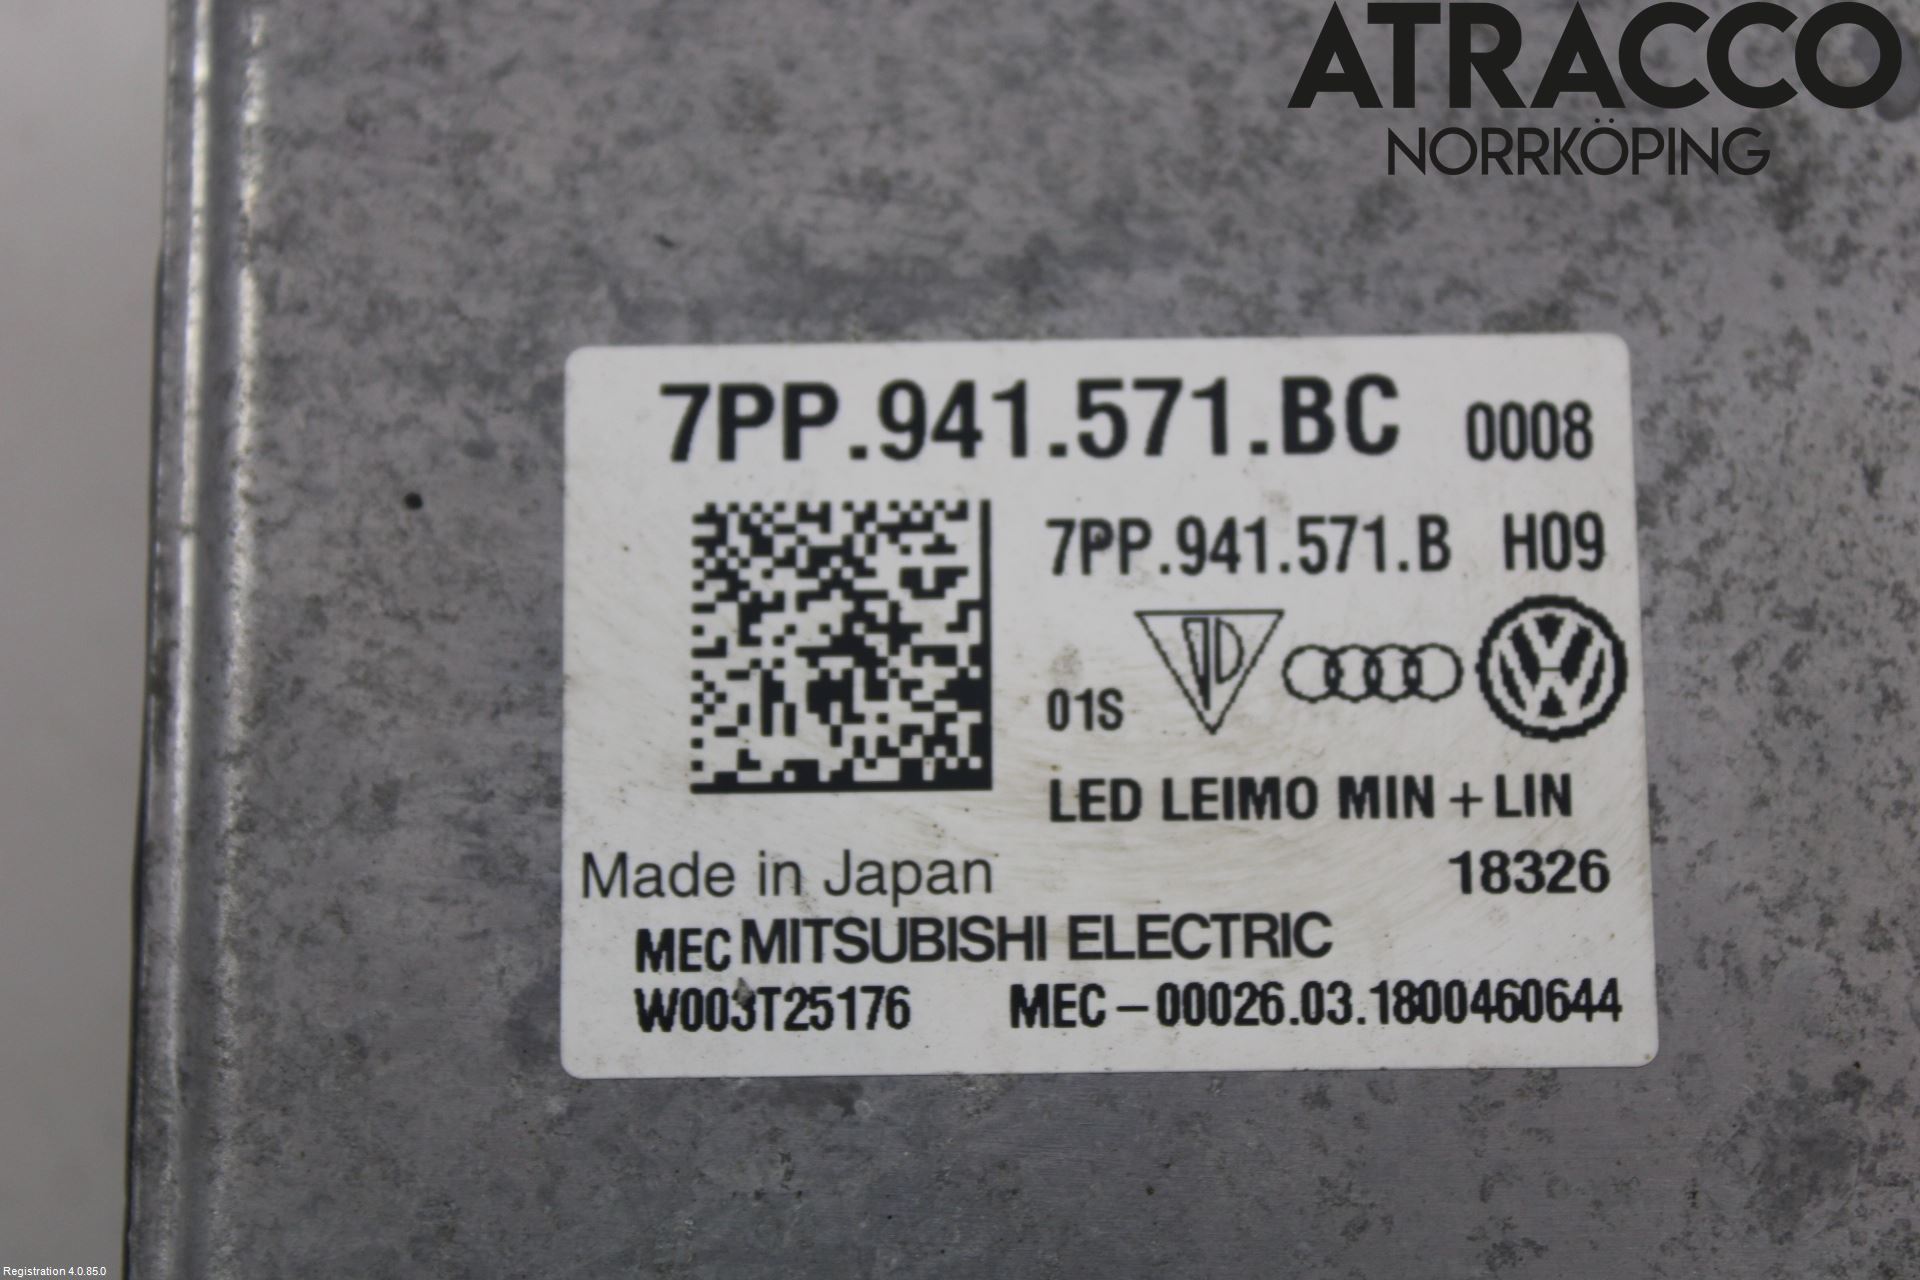 ATRACCO
NORRKÖPING
7PP.941.571.BC 0008
7PP.941.571.B H09
01S
LED LEIMO MIN + LIN
Made in Japan 18326
MEC MITSUBISHI ELECTRIC
W003T25176 MEC-00026.03.1800460644
Registration 4.0.85.0